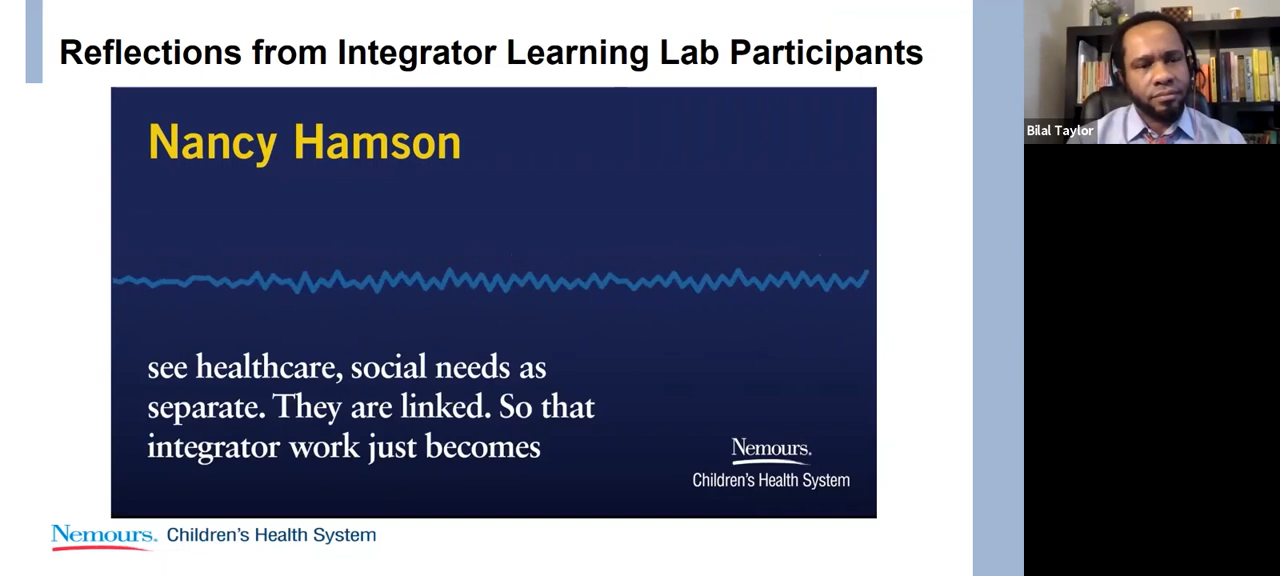 Reflections from Integrator Learning Lab Participants
Nancy Hamson
see healthcare, social needs as
separate. They are linked. So that
integrator work just becomes
Nemours.
Children's Health System
Nemours. Children's Health System
Bilal Taylor